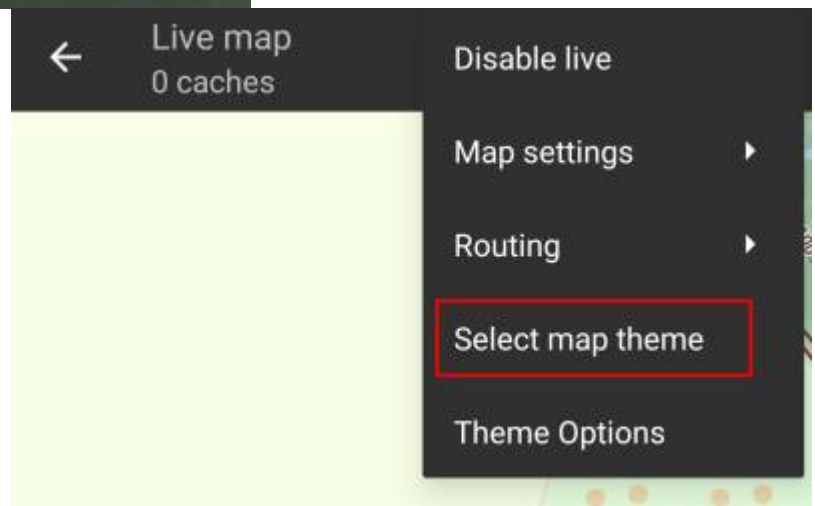 Live map
0 caches
Disable live
Map settings
Routing
Select map theme
Theme Options